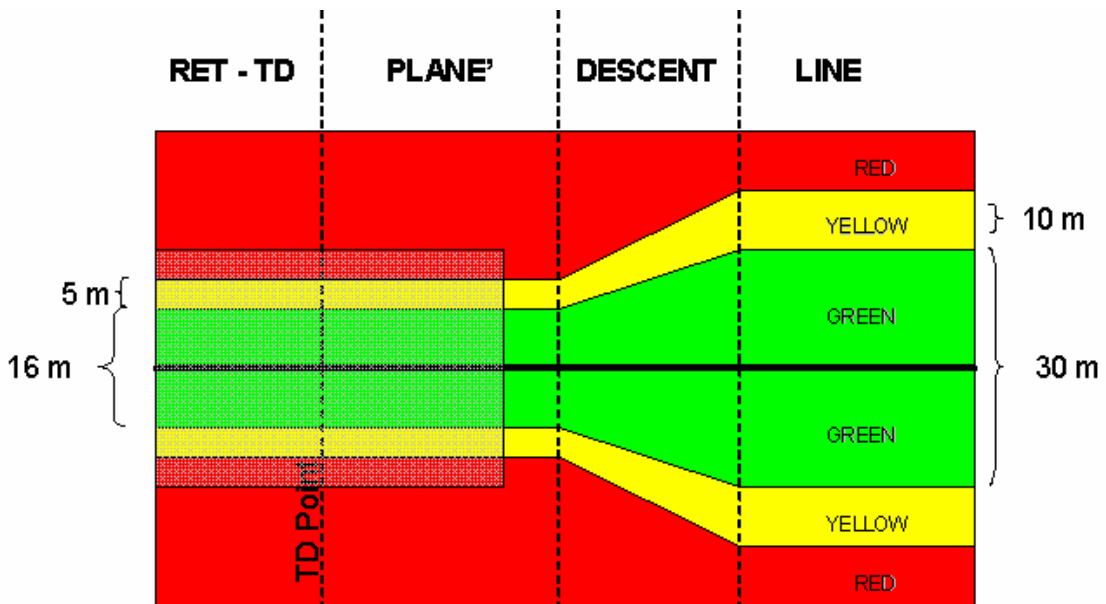 RET - TD PLANE’ DESCENT LINE
RED
YELLOW
10 m
5 m
GREEN
16 m
30 m
GREEN
TD Point
YELLOW
RED